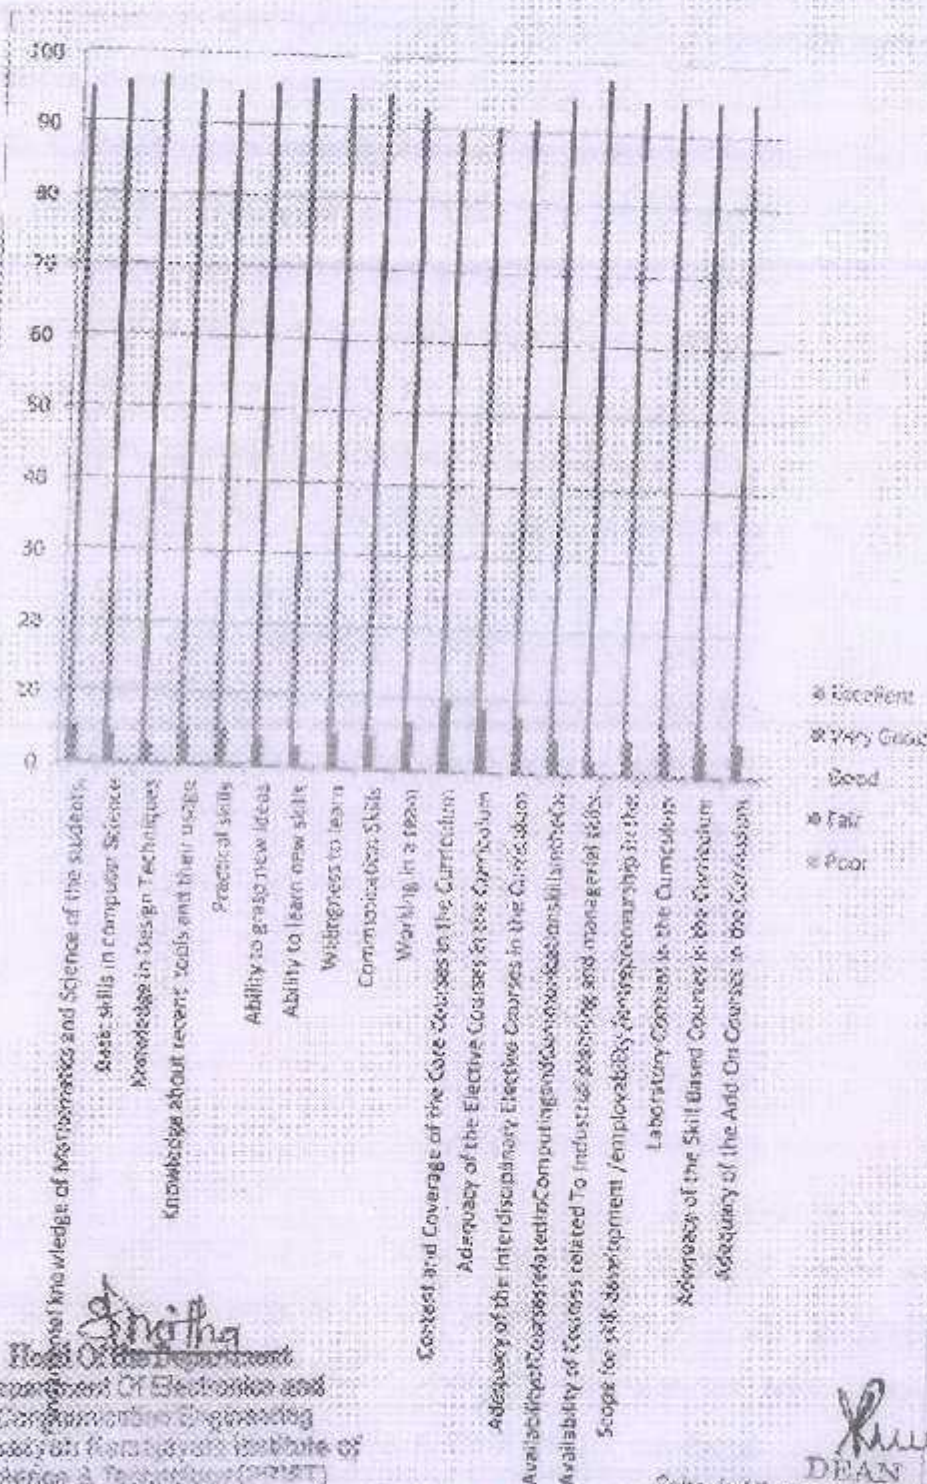 100
90
80
70
60
50
40
30
20
10
0
Excellent
Very Good
Good
Fair
Poor
knowledge of Mathematics and Science of the students,
Basic Skills in computer Science
Knowledge in Design Techniques
Knowledge about recent tools and their usage
Practical skills
Ability to grasp new ideas
Ability to learn new skills
Willingness to learn
Communication Skills
Working in a team
Content and Coverage of the Core Courses in the Curriculum
Adequacy of the Elective Courses in the Curriculum
Adequacy of the Interdisciplinary Elective Courses in the Curriculum
Availability of Courses related To Industrial planning and managerial skills.
Scope for skill development /employability /entrepreneurship in the
Laboratory Content in the Curriculum
Adequacy of the Skill Based Courses in the Curriculum
Adequacy of the Add On Courses in the Curriculum
Head Of the Department
Department Of Electronics and
Communication Engineering
Institute of
DEAN